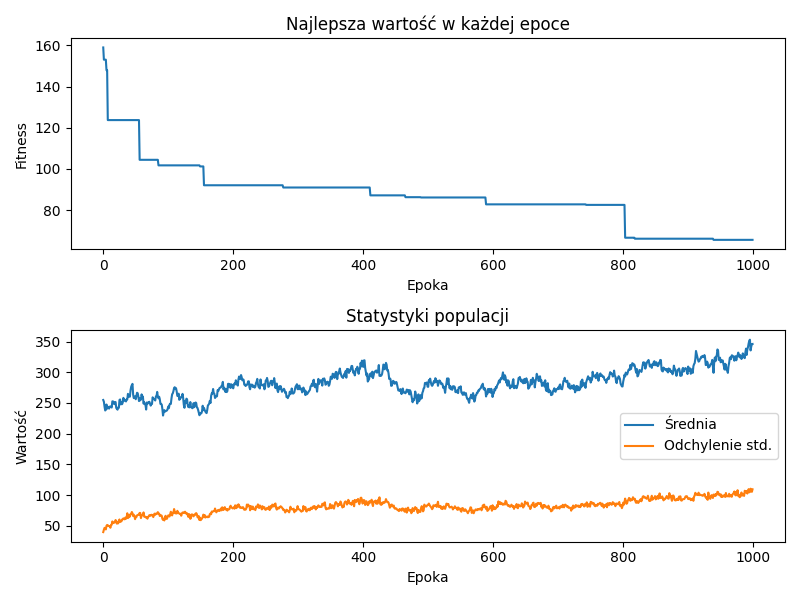 Najlepsza wartość w każdej epoce
160
140
120
100
80
Fitness
0 200 400 600 800 1000
Epoka
Statystyki populacji
350
300
250
200
150
100
50
Wartość
Średnia
Odchylenie std.
0 200 400 600 800 1000
Epoka